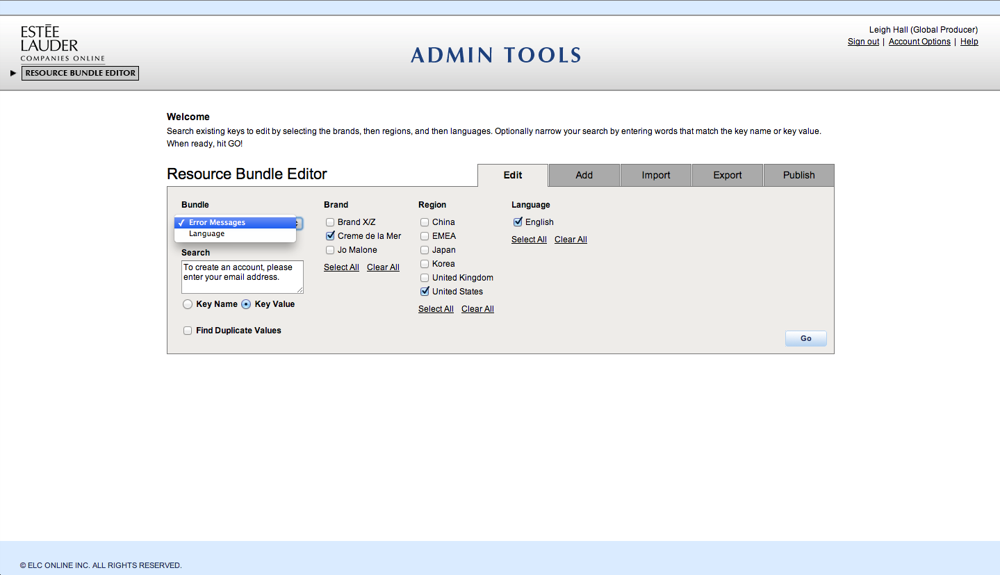 ESTĒE
LAUDER
COMPANIES ONLINE
RESOURCE BUNDLE EDITOR
ADMIN TOOLS
Leigh Hall (Global Producer)
Sign out | Account Options | Help
Welcome
Search existing keys to edit by selecting the brands, then regions, and then languages. Optionally narrow your search by entering words that match the key name or key value.
When ready, hit GO!
Resource Bundle Editor
Edit
Add
Import
Export
Publish
Bundle
Error Messages
Language
Search
To create an account, please
enter your email address.
Key Name
Key Value
Find Duplicate Values
Brand
Brand X/Z
Creme de la Mer
Jo Malone
Select All Clear All
Region
China
EMEA
Japan
Korea
United Kingdom
United States
Select All Clear All
Language
English
Select All Clear All
Go
© ELC ONLINE INC. ALL RIGHTS RESERVED.